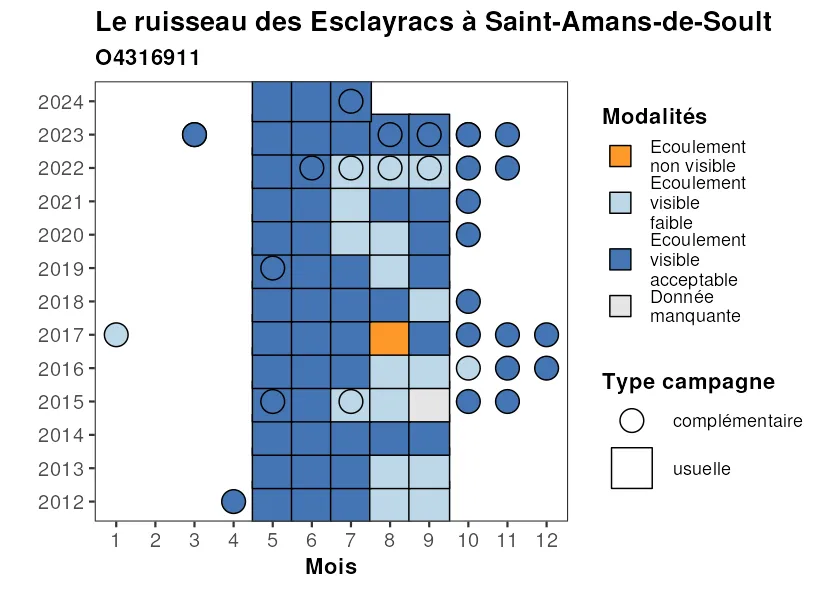 Le ruisseau des Esclayracs à Saint-Amans-de-Soult
O4316911
2024
2023
2022
2021
2020
2019
2018
2017
2016
2015
2014
2013
2012
1 2 3 4 5 6 7 8 9 10 11 12
Mois
Modalités
Ecoulement
non visible
Ecoulement
visible
faible
Ecoulement
visible
acceptable
Donnée
manquante
Type campagne
complémentaire
usuelle